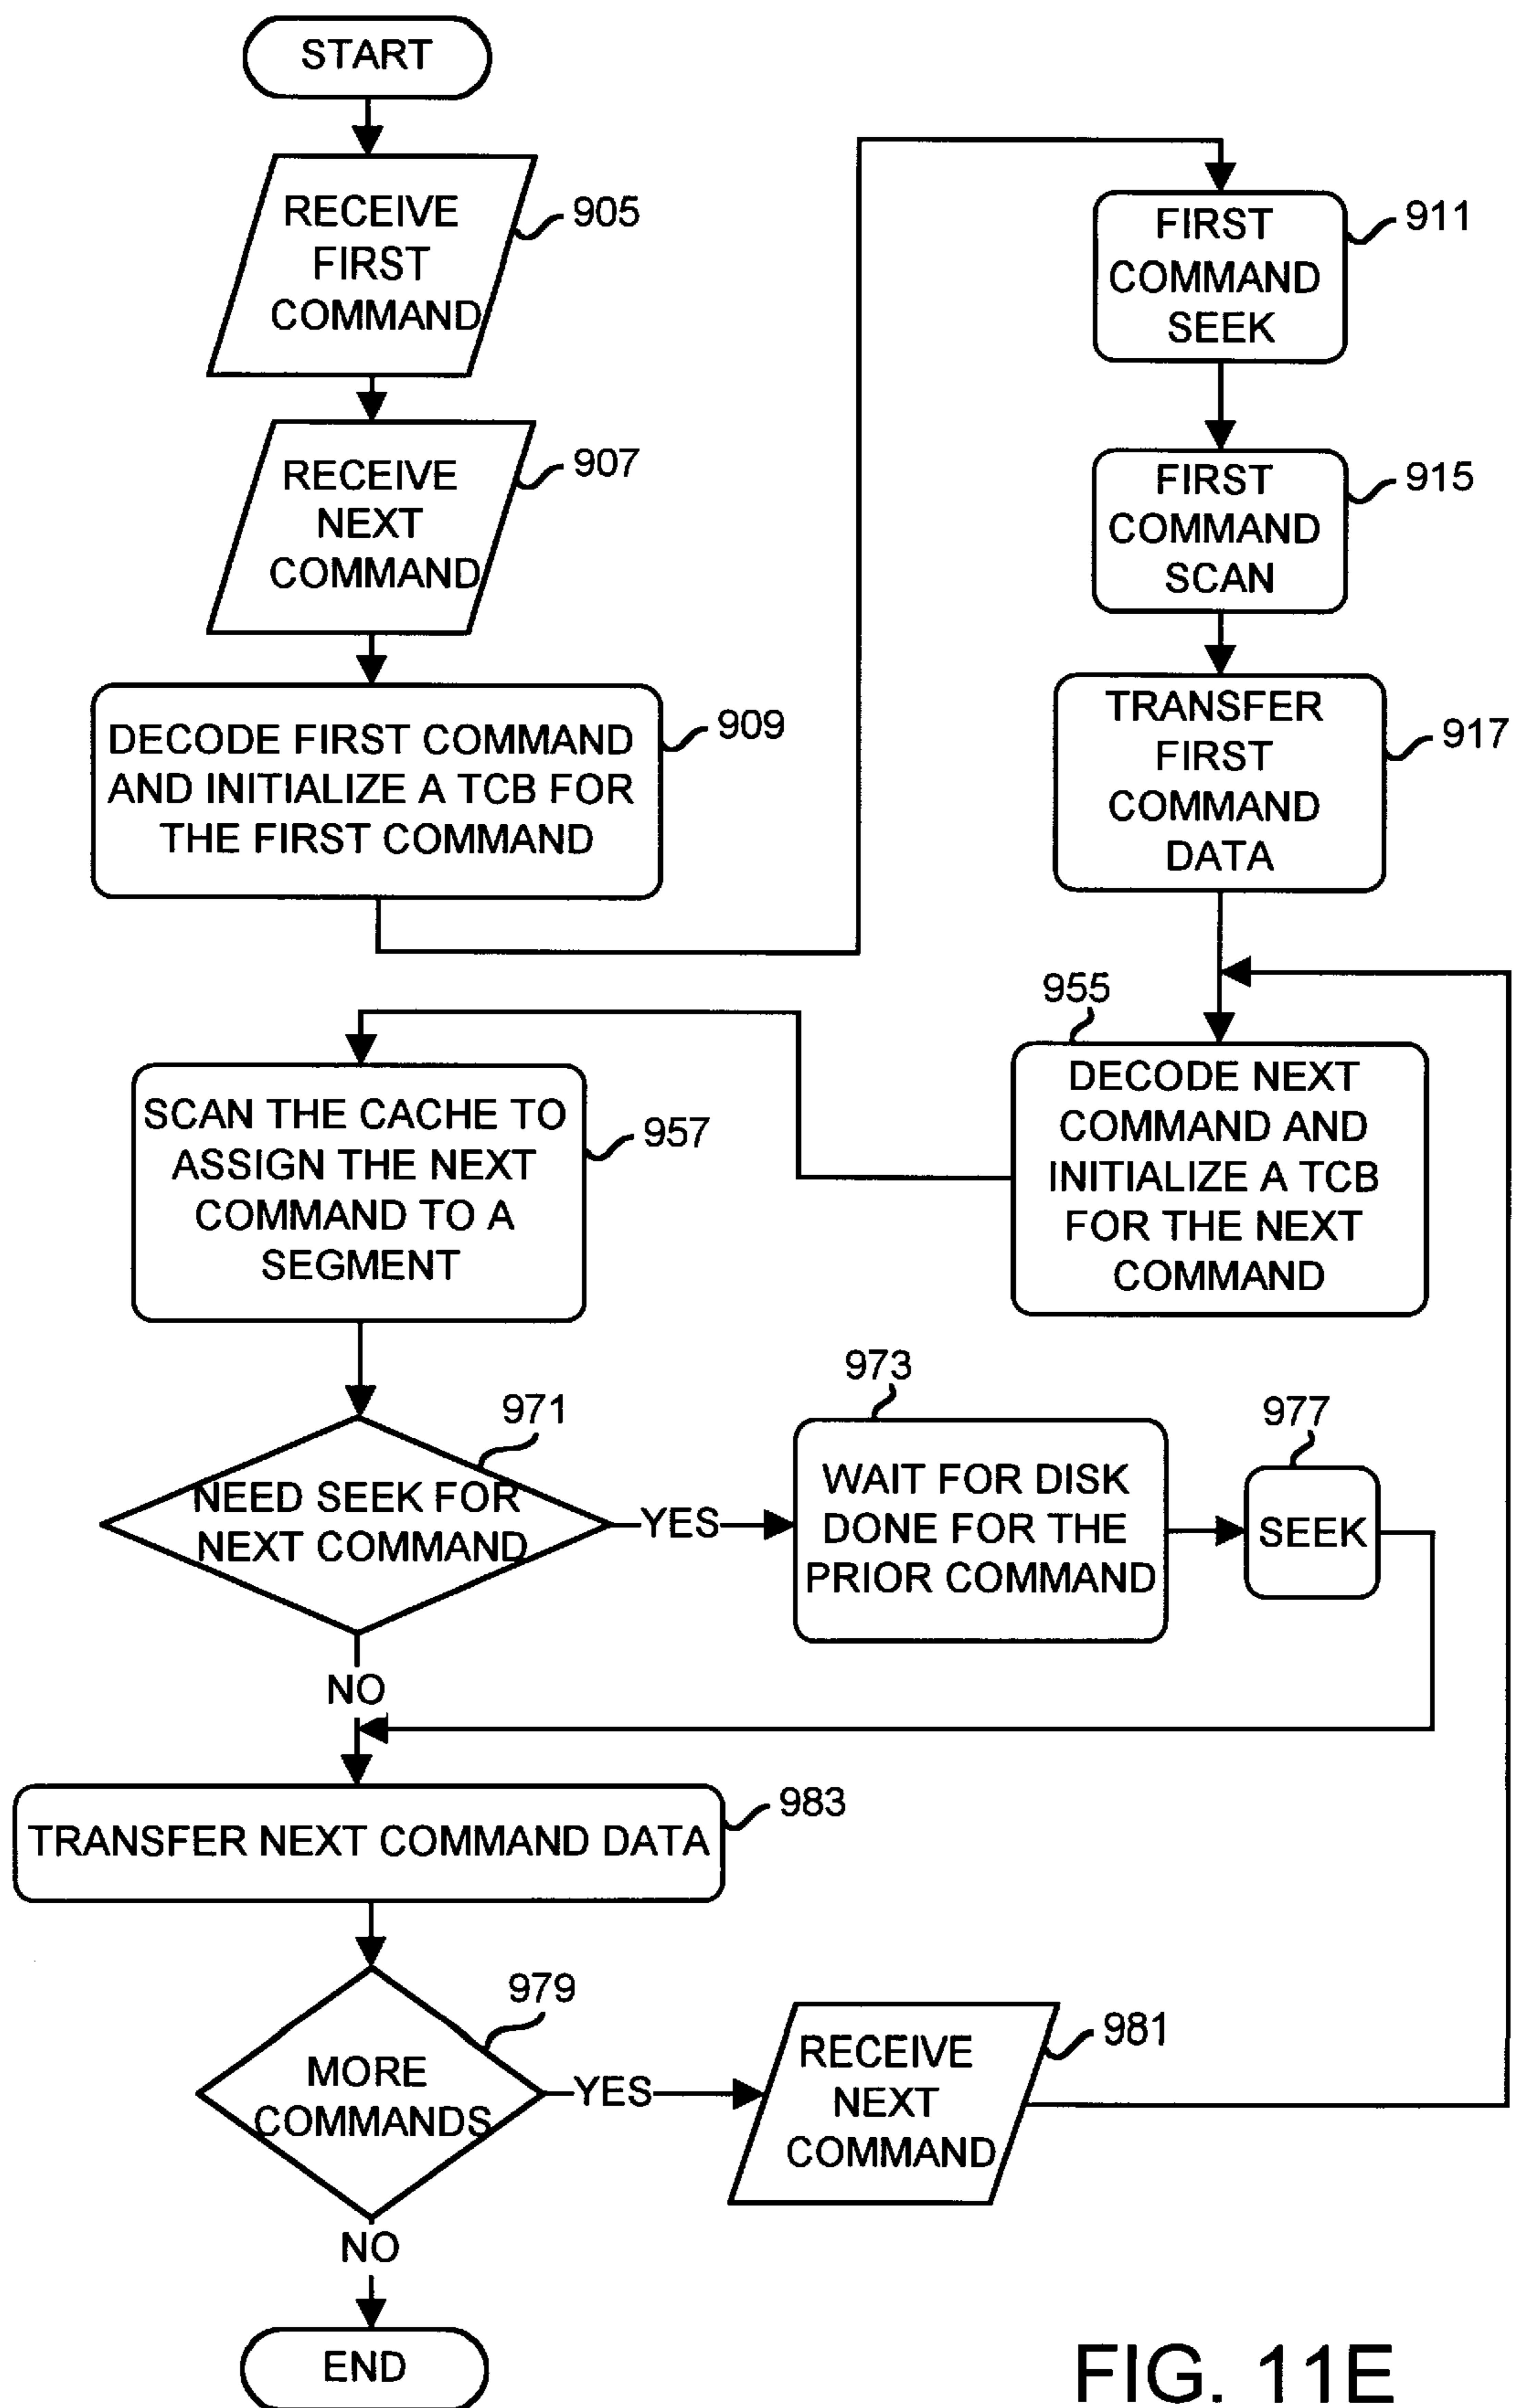 START
RECEIVE
FIRST
COMMAND
905
RECEIVE
NEXT
COMMAND
907
DECODE FIRST COMMAND
AND INITIALIZE A TCB FOR
THE FIRST COMMAND
909
FIRST
COMMAND
SEEK
911
FIRST
COMMAND
SCAN
915
TRANSFER
FIRST
COMMAND
DATA
917
955
DECODE NEXT
COMMAND AND
INITIALIZE A TCB
FOR THE NEXT
COMMAND
SCAN THE CACHE TO
ASSIGN THE NEXT
COMMAND TO A
SEGMENT
957
971
NEED SEEK FOR
NEXT COMMAND
YES
973
WAIT FOR DISK
DONE FOR THE
PRIOR COMMAND
977
SEEK
NO
TRANSFER NEXT COMMAND DATA
983
979
MORE
COMMANDS
YES
RECEIVE
NEXT
COMMAND
981
NO
END
FIG. 11E